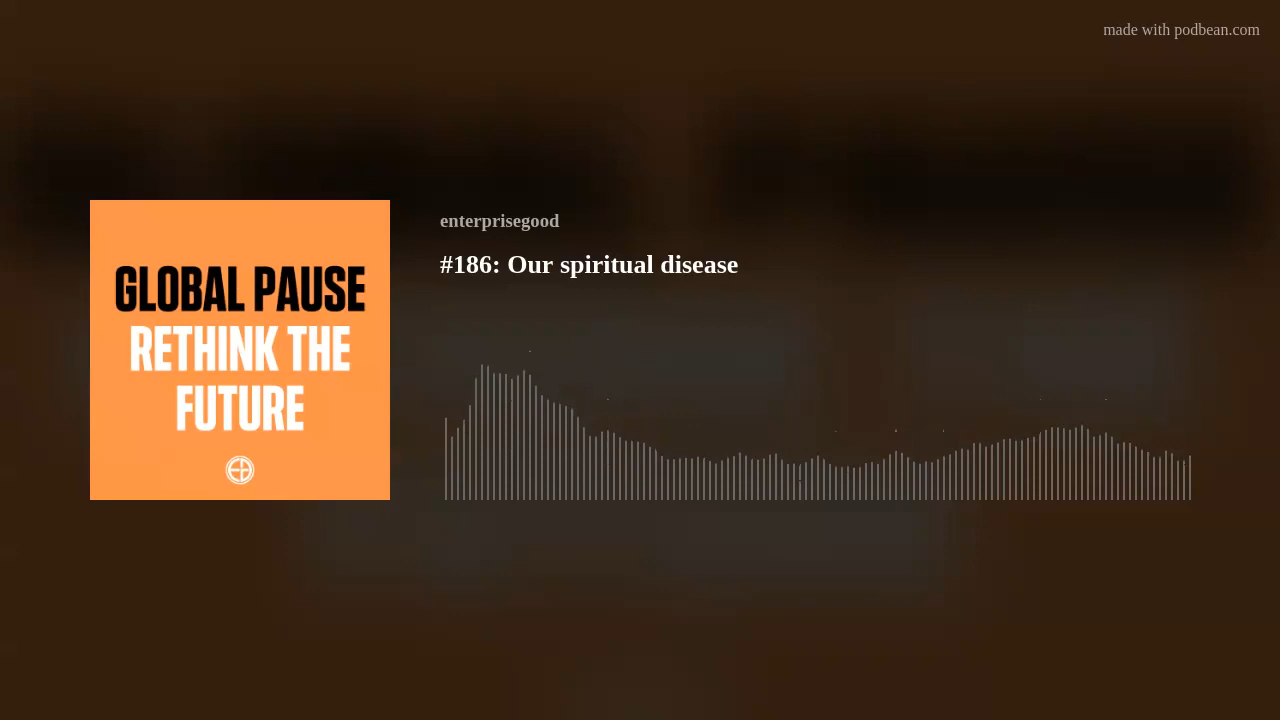 made with podbean.com
GLOBAL PAUSE
RETHINK THE
FUTURE
enterprisegood
#186: Our spiritual disease